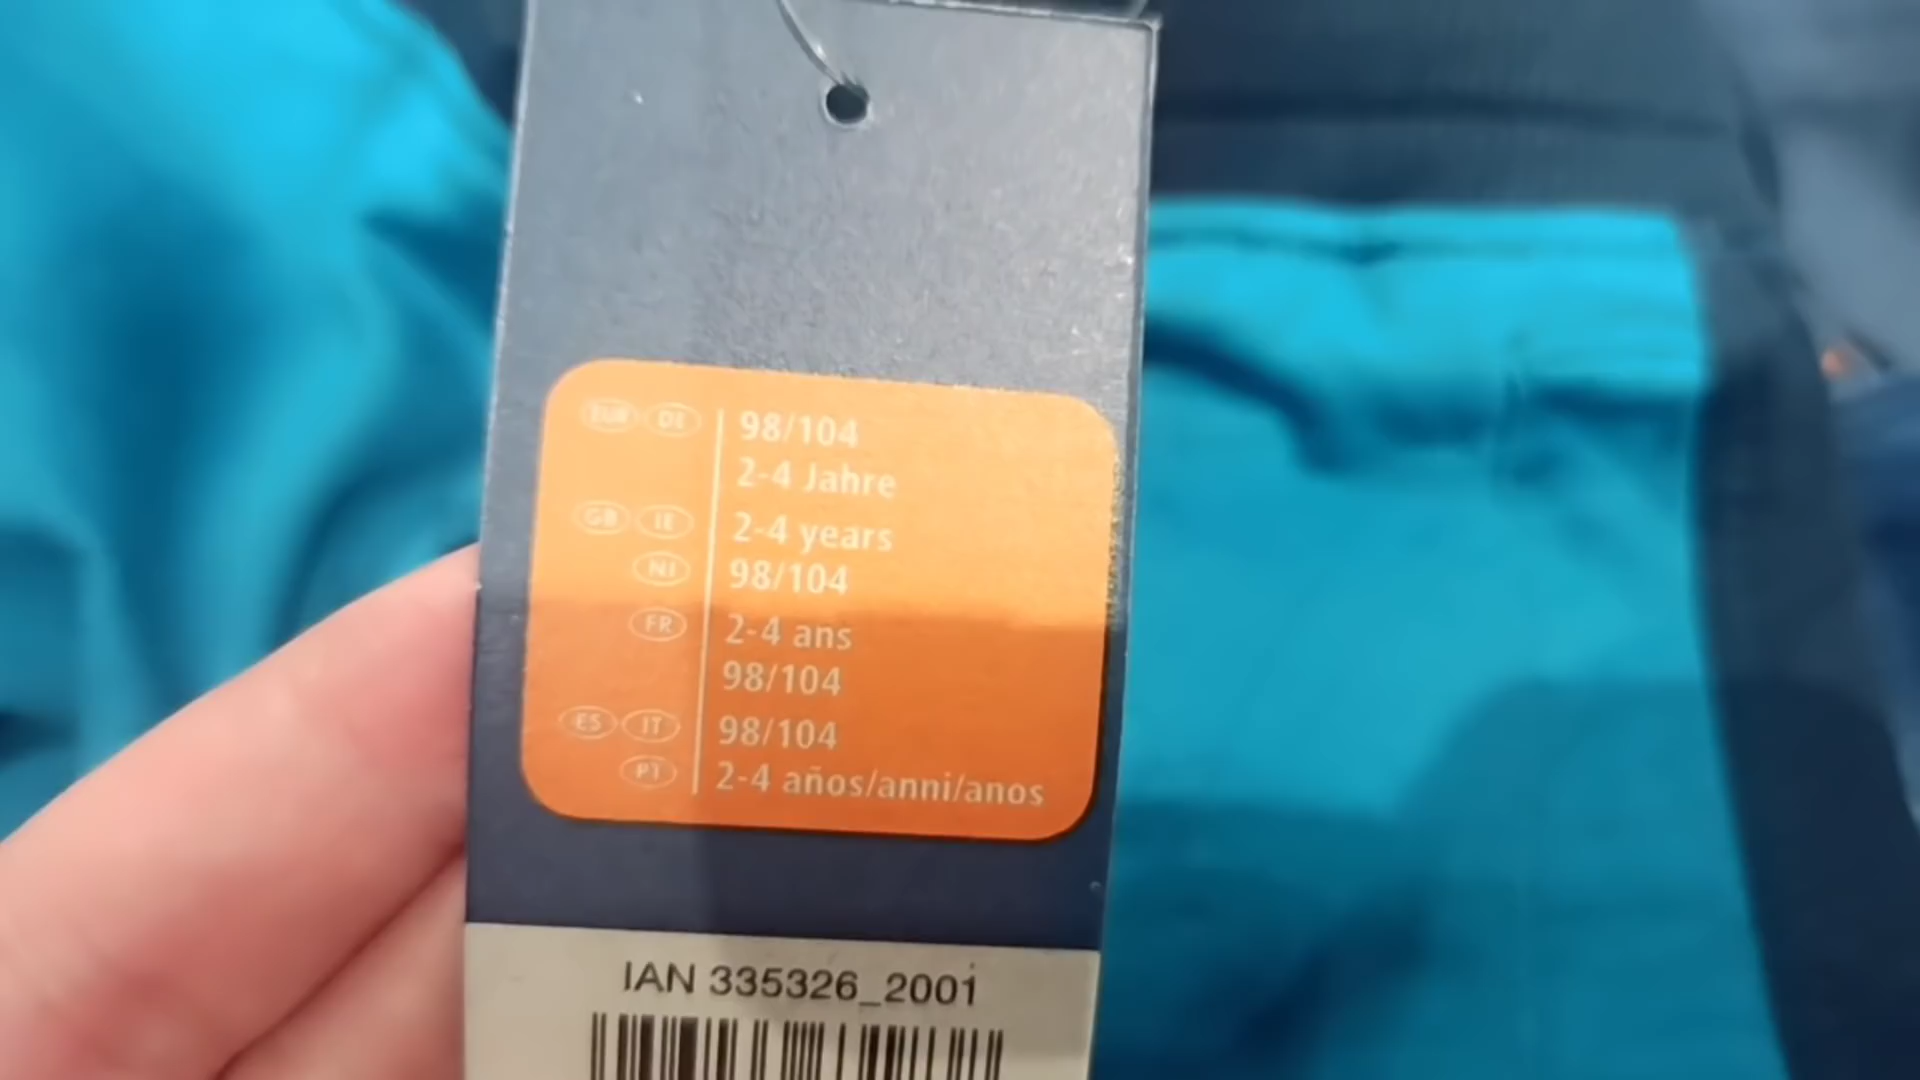 EUR DE 98/104
2-4 Jahre
GB IE 2-4 years
NI 98/104
FR 2-4 ans
98/104
ES IT 98/104
PT 2-4 años/anni/anos
IAN 335326_2001